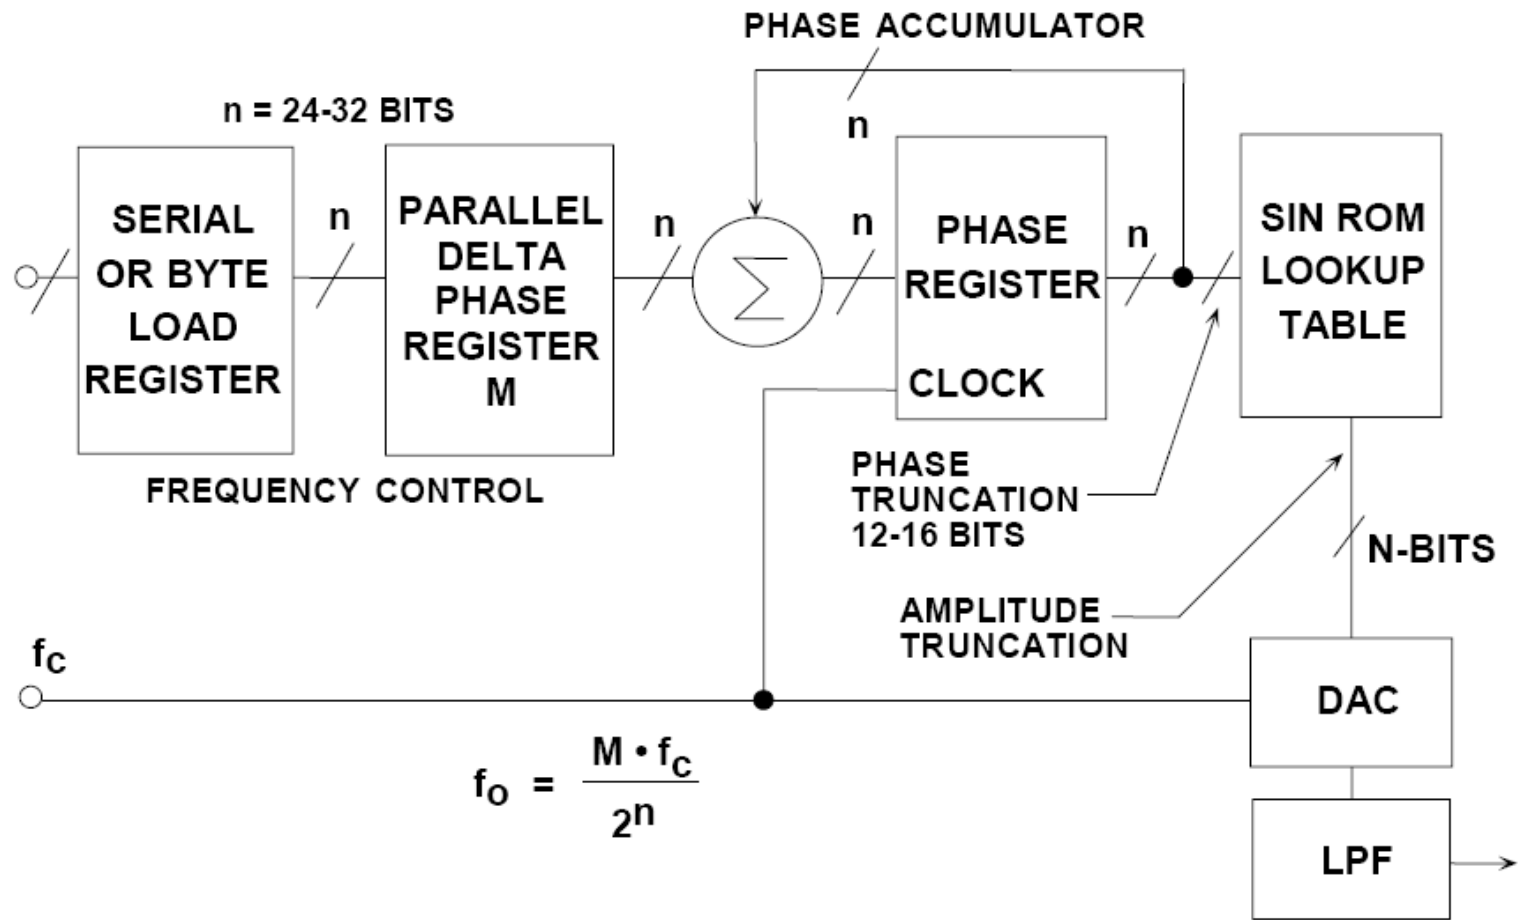 PHASE ACCUMULATOR
n = 24-32 BITS
n
SERIAL
OR BYTE
LOAD
REGISTER
n
PARALLEL
DELTA
PHASE
REGISTER
M
n
Σ
n
PHASE
REGISTER
CLOCK
n
SIN ROM
LOOKUP
TABLE
FREQUENCY CONTROL
PHASE
TRUNCATION
12-16 BITS
N-BITS
AMPLITUDE
TRUNCATION
fC
DAC
fO = M • fC
2n
LPF